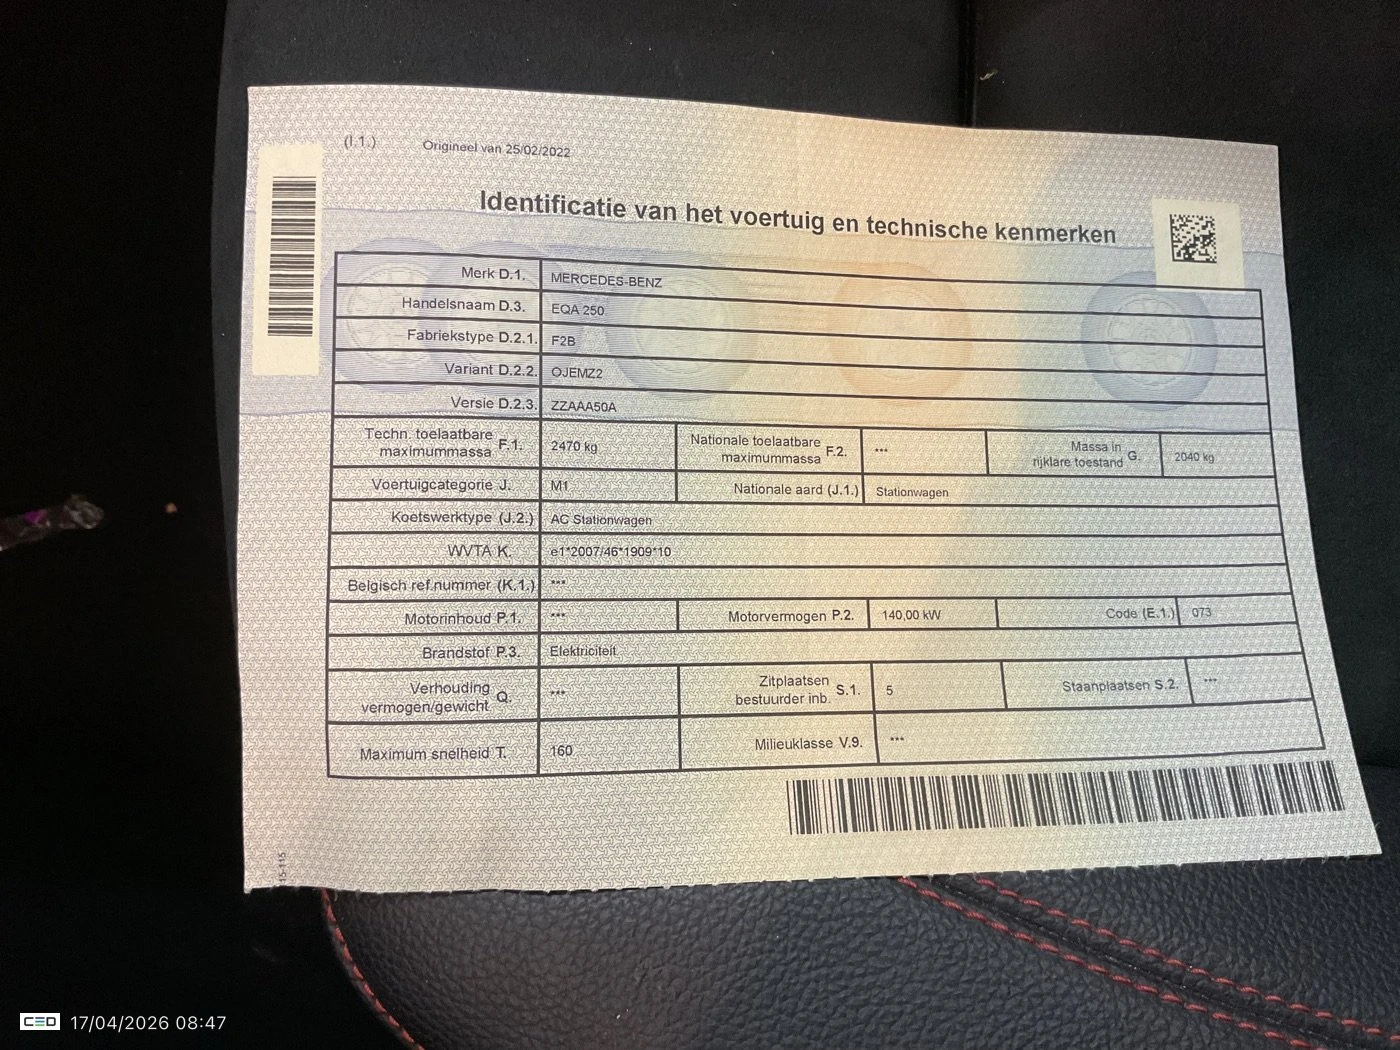 (I.1.) Origineel van 25/02/2022
Identificatie van het voertuig en technische kenmerken
Merk D.1. MERCEDES-BENZ
Handelsnaam D.3. EQA 250
Fabriekstype D.2.1. F2B
Variant D.2.2. OJEMZ2
Versie D.2.3. ZZAAA50A
Techn. toelaatbare maximummassa F.1. 2470 kg Nationale toelaatbare maximummassa F.2. *** Massa in rijklare toestand G. 2040 kg
Voertuigcategorie J. M1 Nationale aard (J.1.) Stationwagen
Koetswerktype (J.2.) AC Stationwagen
WVTA K. e1*2007/46*1909*10
Belgisch ref.nummer (K.1.) ***
Motorinhoud P.1. *** Motorvermogen P.2. 140,00 kW Code (E.1.) 073
Brandstof P.3. Elektriciteit
Verhouding vermogen/gewicht Q. *** Zitplaatsen bestuurder inb. S.1. 5 Staanplaatsen S.2. ***
Maximum snelheid T. 160 Milieuklasse V.9. ***
15-115
CED 17/04/2026 08:47